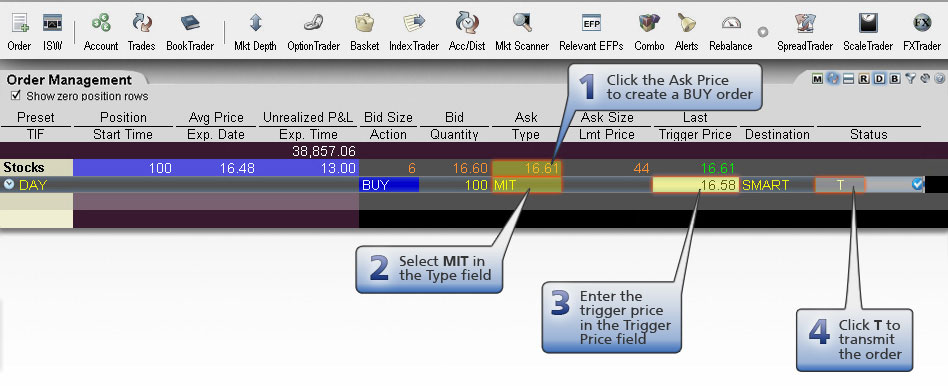 Order ISW Account Trades BookTrader Mkt Depth OptionTrader Basket IndexTrader Acc/Dist Mkt Scanner EFP Relevant EFPs Combo Alerts Rebalance SpreadTrader ScaleTrader FX FXTrader
Order Management M R D B
Show zero position rows
1 Click the Ask Price
to create a BUY order
Preset Position Avg Price Unrealized P&L Bid Size Bid Ask Ask Size Last
TIF Start Time Exp. Date Exp. Time Action Quantity Type Lmt Price Trigger Price Destination Status
38,857.06
Stocks 100 16.48 13.00 6 16.60 16.61 44 16.61
DAY BUY 100 MIT 16.58 SMART T
2 Select MIT in
the Type field
3 Enter the
trigger price
in the Trigger
Price field
4 Click T to
transmit
the order